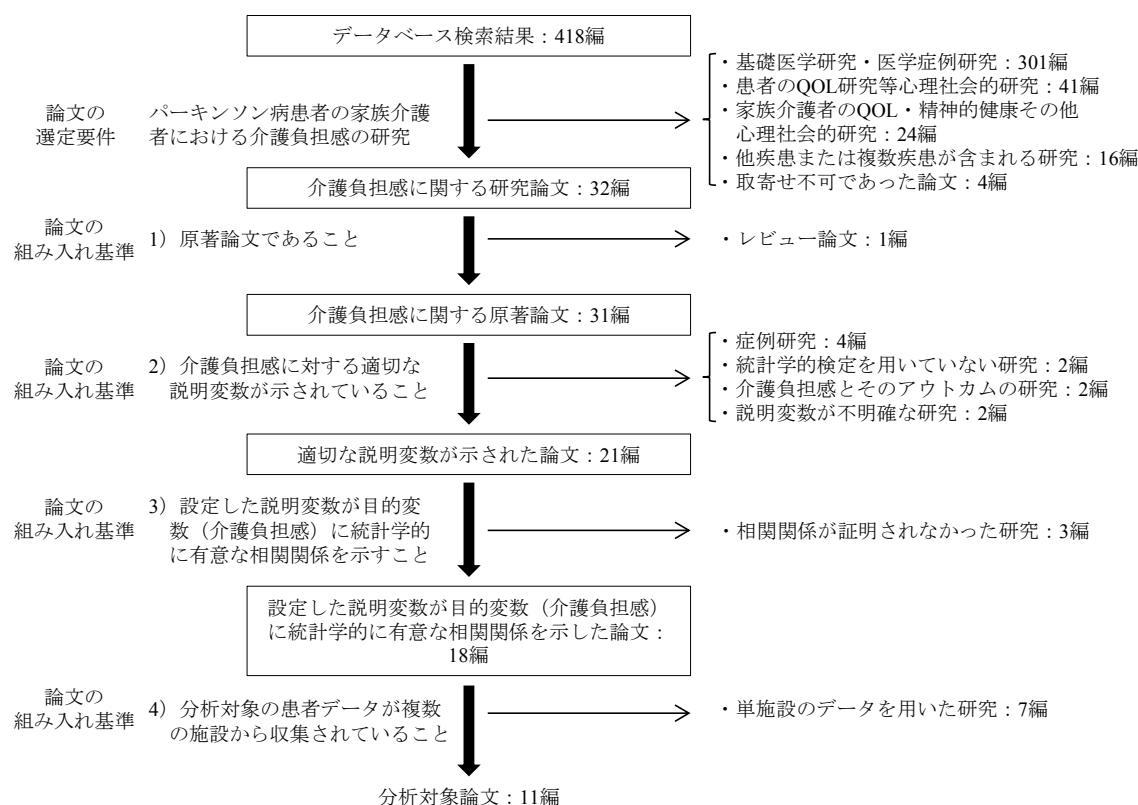 データベース検索結果：418編
・基礎医学研究・医学症例研究：301編
・患者のQOL研究等心理社会的研究：41編
・家族介護者のQOL・精神的健康その他
心理社会的研究：24編
・他疾患または複数疾患が含まれる研究：16編
・取寄せ不可であった論文：4編
論文の
選定要件
パーキンソン病患者の家族介護
者における介護負担感の研究
介護負担感に関する研究論文：32編
論文の
組み入れ基準
1）原著論文であること
・レビュー論文：1編
介護負担感に関する原著論文：31編
論文の
組み入れ基準
2）介護負担感に対する適切な
説明変数が示されていること
・症例研究：4編
・統計学的検定を用いていない研究：2編
・介護負担感とそのアウトカムの研究：2編
・説明変数が不明確な研究：2編
適切な説明変数が示された論文：21編
論文の
組み入れ基準
3）設定した説明変数が目的変
数（介護負担感）に統計学的
に有意な相関関係を示すこと
・相関関係が証明されなかった研究：3編
設定した説明変数が目的変数（介護負担感）
に統計学的に有意な相関関係を示した論文：
18編
論文の
組み入れ基準
4）分析対象の患者データが複数
の施設から収集されていること
・単施設のデータを用いた研究：7編
分析対象論文：11編